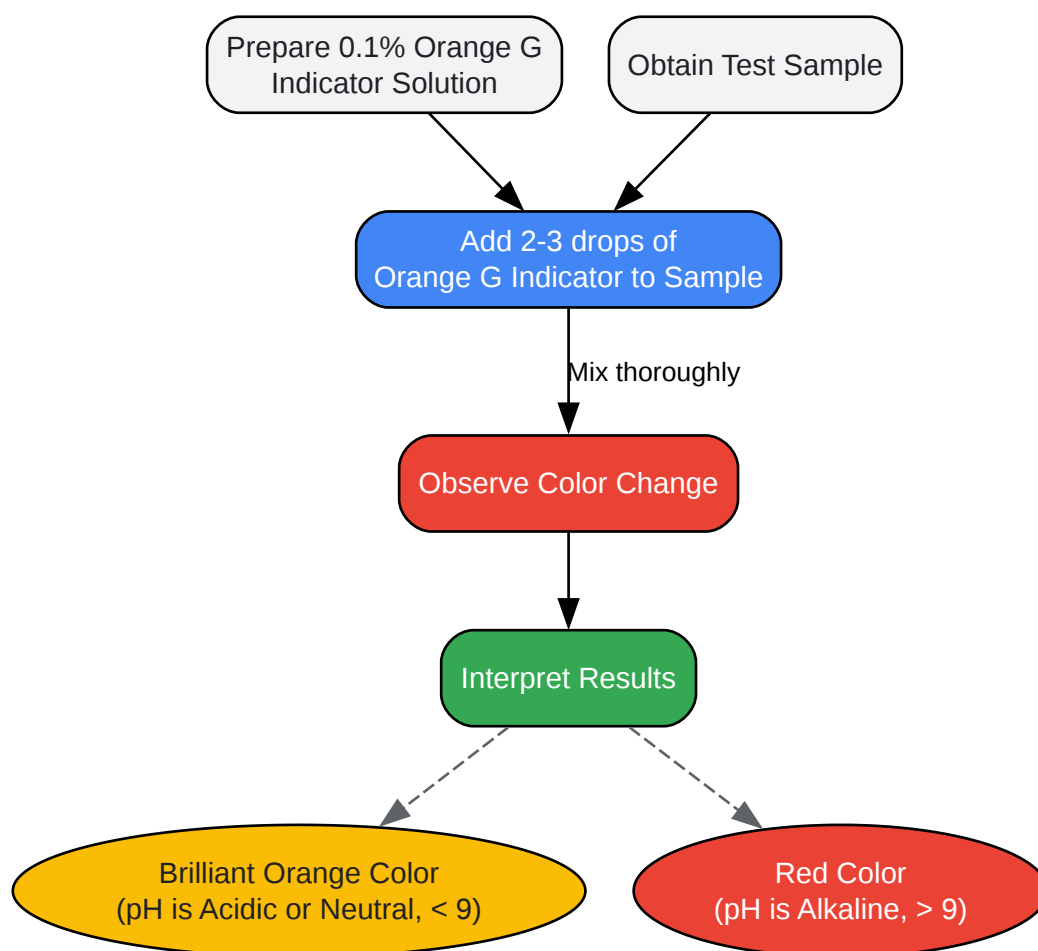 Prepare 0.1% Orange G
Indicator Solution
Obtain Test Sample
Add 2-3 drops of
Orange G Indicator to Sample
Mix thoroughly
Observe Color Change
Interpret Results
Brilliant Orange Color
(pH is Acidic or Neutral, < 9)
Red Color
(pH is Alkaline, > 9)